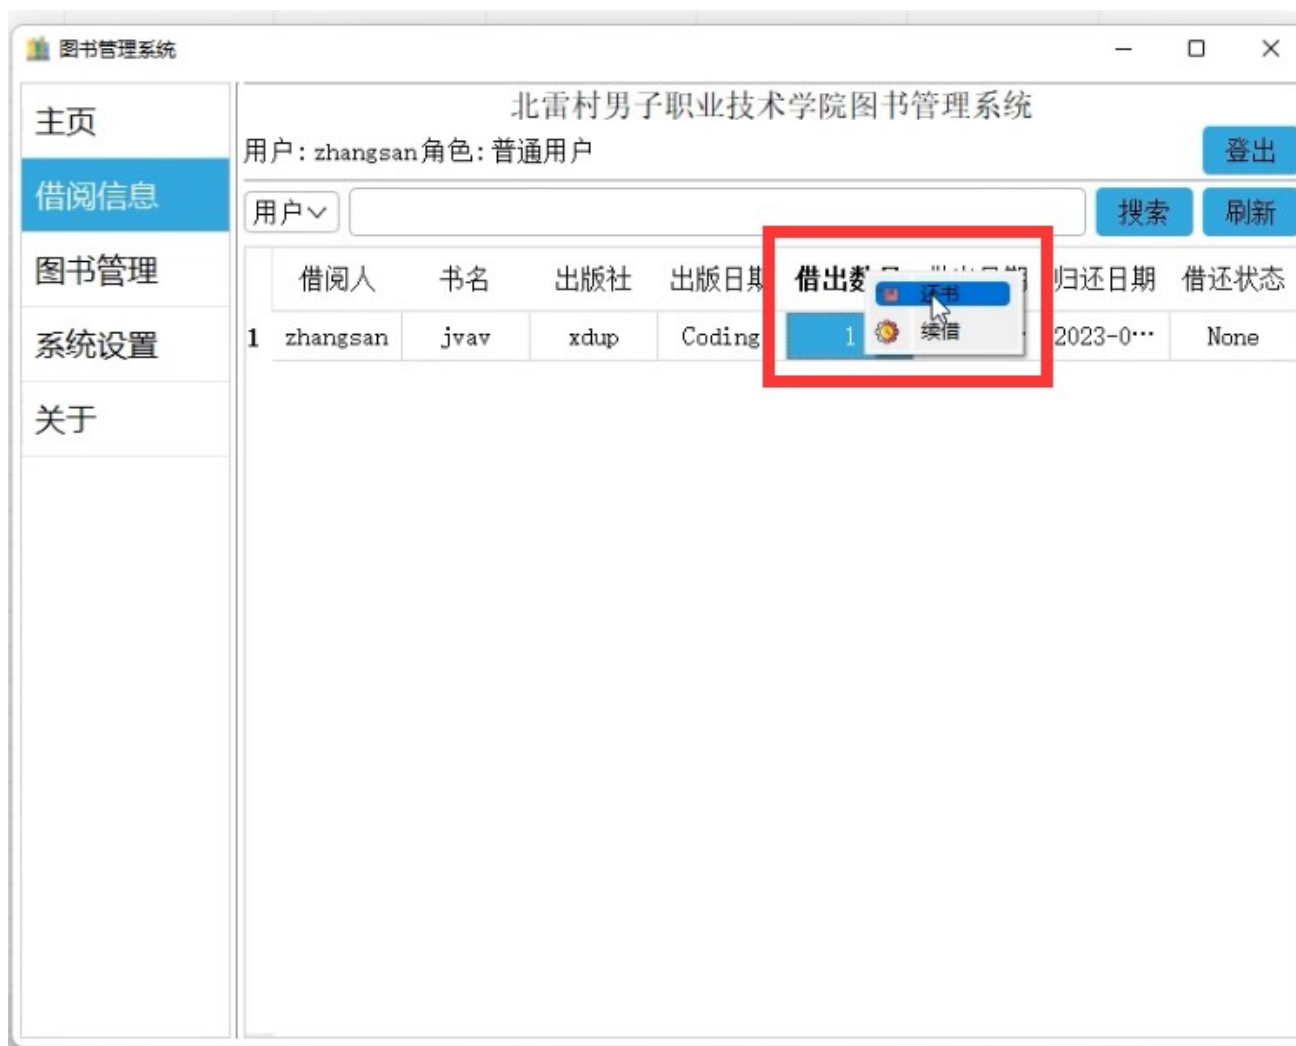 图书管理系统
主页
借阅信息
图书管理
系统设置
关于
北雷村男子职业技术学院图书管理系统
用户：zhangsan角色：普通用户
登出
用户
搜索
刷新
借阅人 书名 出版社 出版日期 借出数 归还日期 借还状态
1 zhangsan jvav xdup Coding 1 2023-0… None
还书
续借